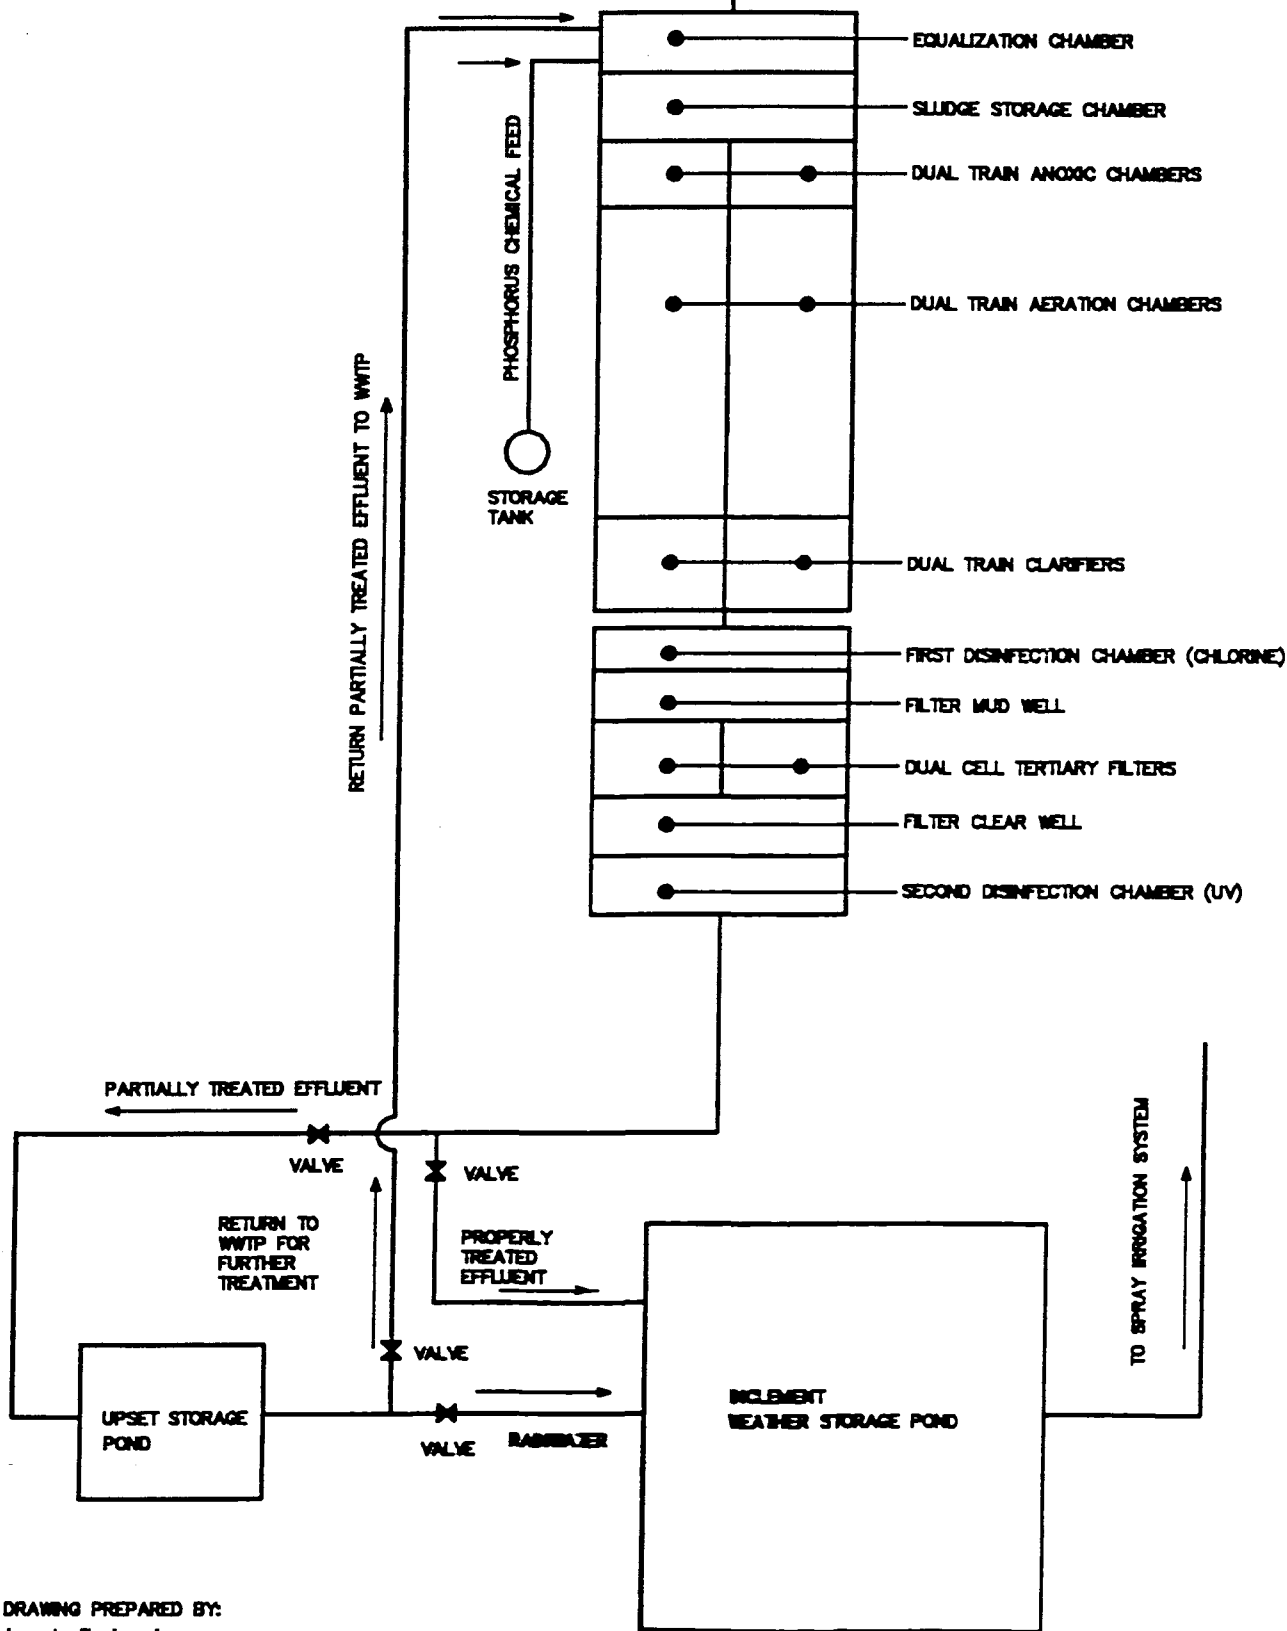 EQUALIZATION CHAMBER
SLUDGE STORAGE CHAMBER
DUAL TRAIN ANOXIC CHAMBERS
PHOSPHORUS CHEMICAL FEED
DUAL TRAIN AERATION CHAMBERS
RETURN PARTIALLY TREATED EFFLUENT TO WWTP
STORAGE
TANK
DUAL TRAIN CLARIFIERS
FIRST DISINFECTION CHAMBER (CHLORINE)
FILTER MUD WELL
DUAL CELL TERTIARY FILTERS
FILTER CLEAR WELL
SECOND DISINFECTION CHAMBER (UV)
PARTIALLY TREATED EFFLUENT
VALVE
VALVE
TO SPRAY IRRIGATION SYSTEM
RETURN TO
WWTP FOR
FURTHER
TREATMENT
PROPERLY
TREATED
EFFLUENT
VALVE
UPSET STORAGE
POND
VALVE
RAINWATER
INCLEMENT
WEATHER STORAGE POND
DRAWING PREPARED BY: